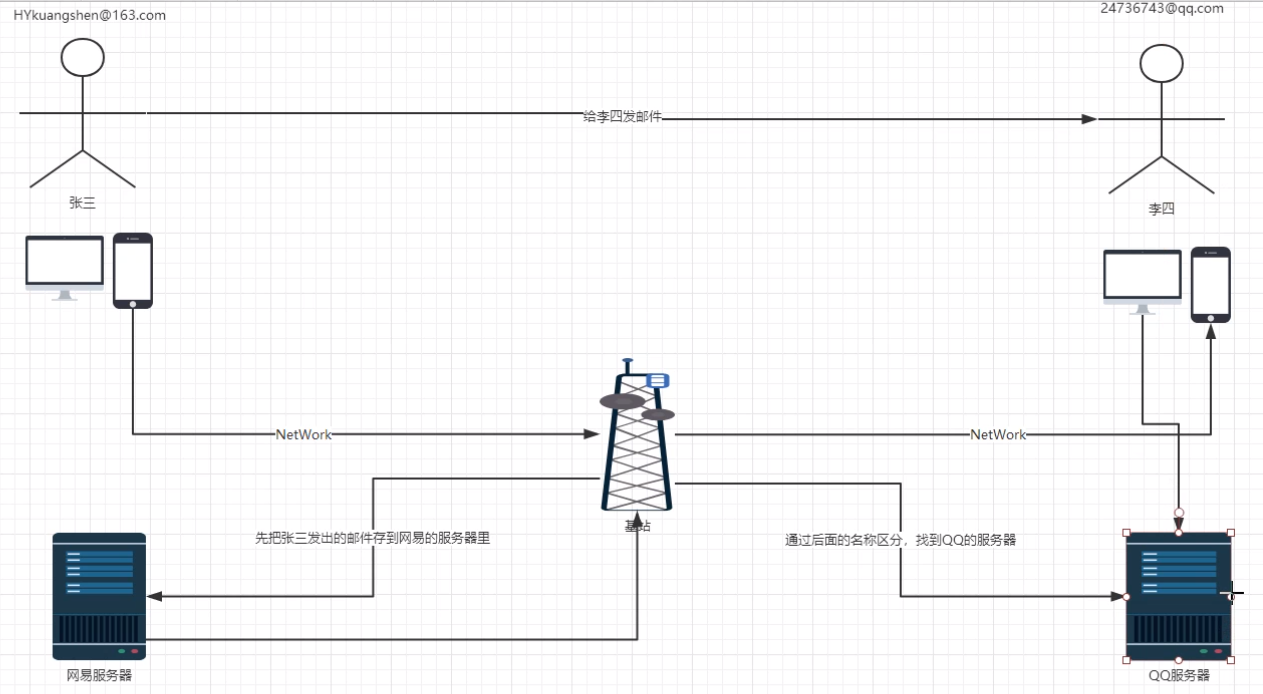 HYkuangshen@163.com
24736743@qq.com
给李四发邮件
张三
李四
NetWork
NetWork
基站
先把张三发出的邮件存到网易的服务器里
通过后面的名称区分，找到QQ的服务器
网易服务器
QQ服务器